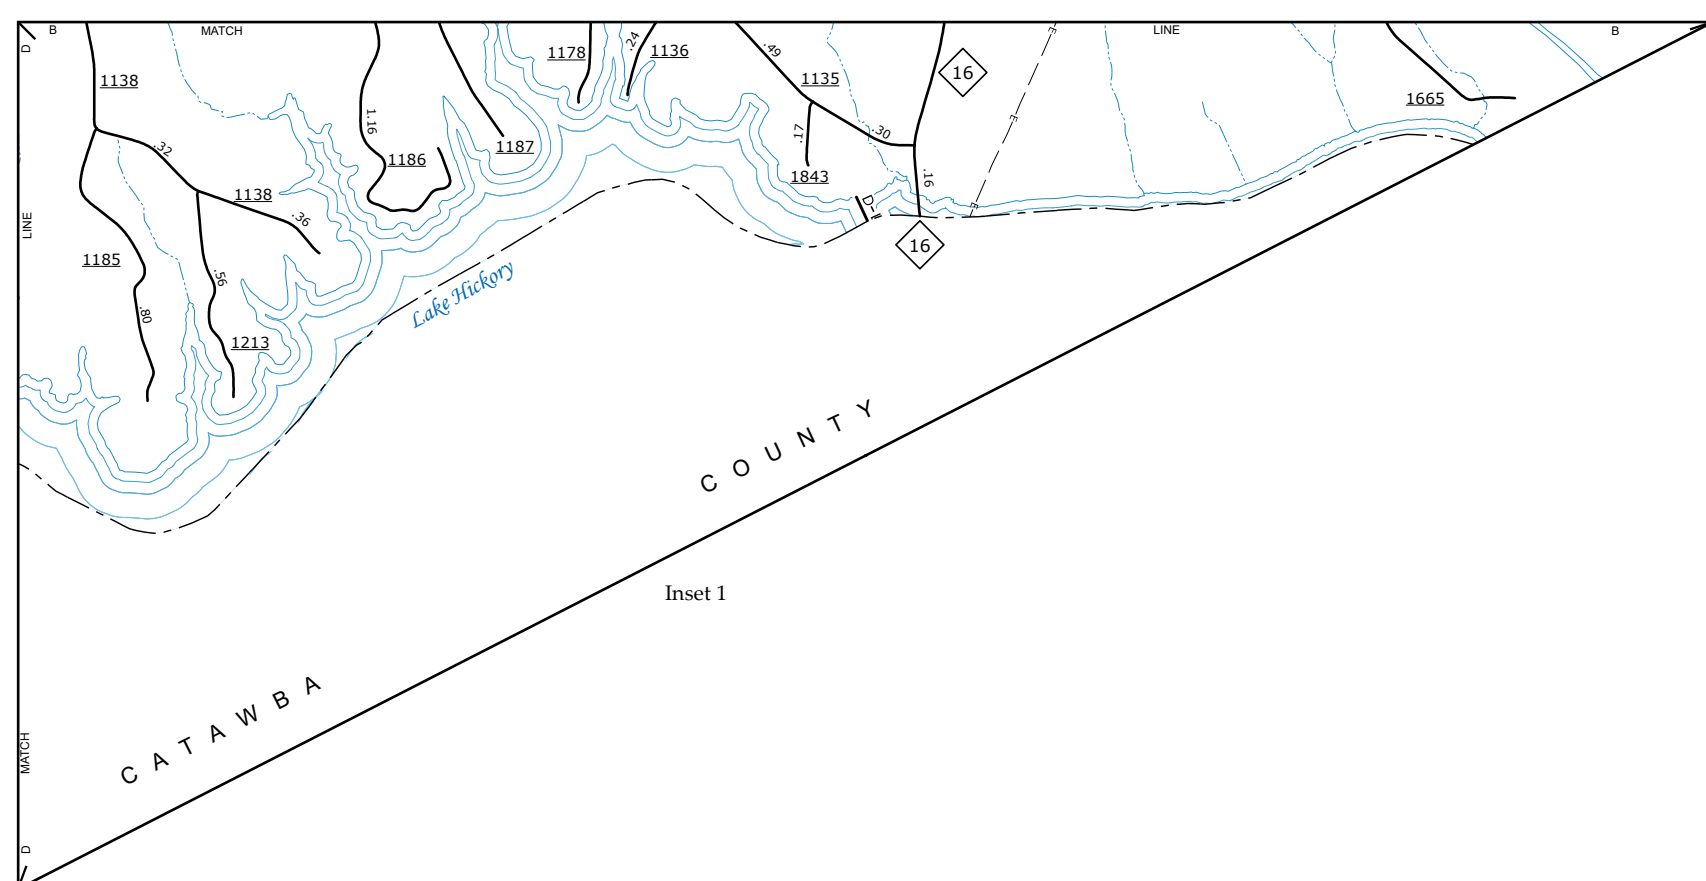 B MATCH LINE B
D
1138
1178
.24
1136
.49
1135
16
E
1665
1.16
.32
1186
1187
.17
.30
E
1843
.16
1138
.36
D
E
LINE
1185
.56
16
.80
Lake Hickory
1213
COUNTY
Inset 1
CATAWBA
MATCH
D